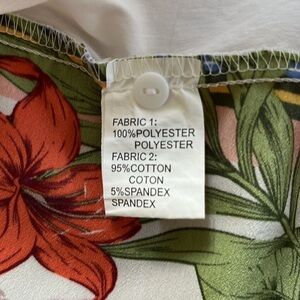 FABRIC 1:
100%POLYESTER
POLYESTER
FABRIC 2:
95%COTTON
COTON
5%SPANDEX
SPANDEX